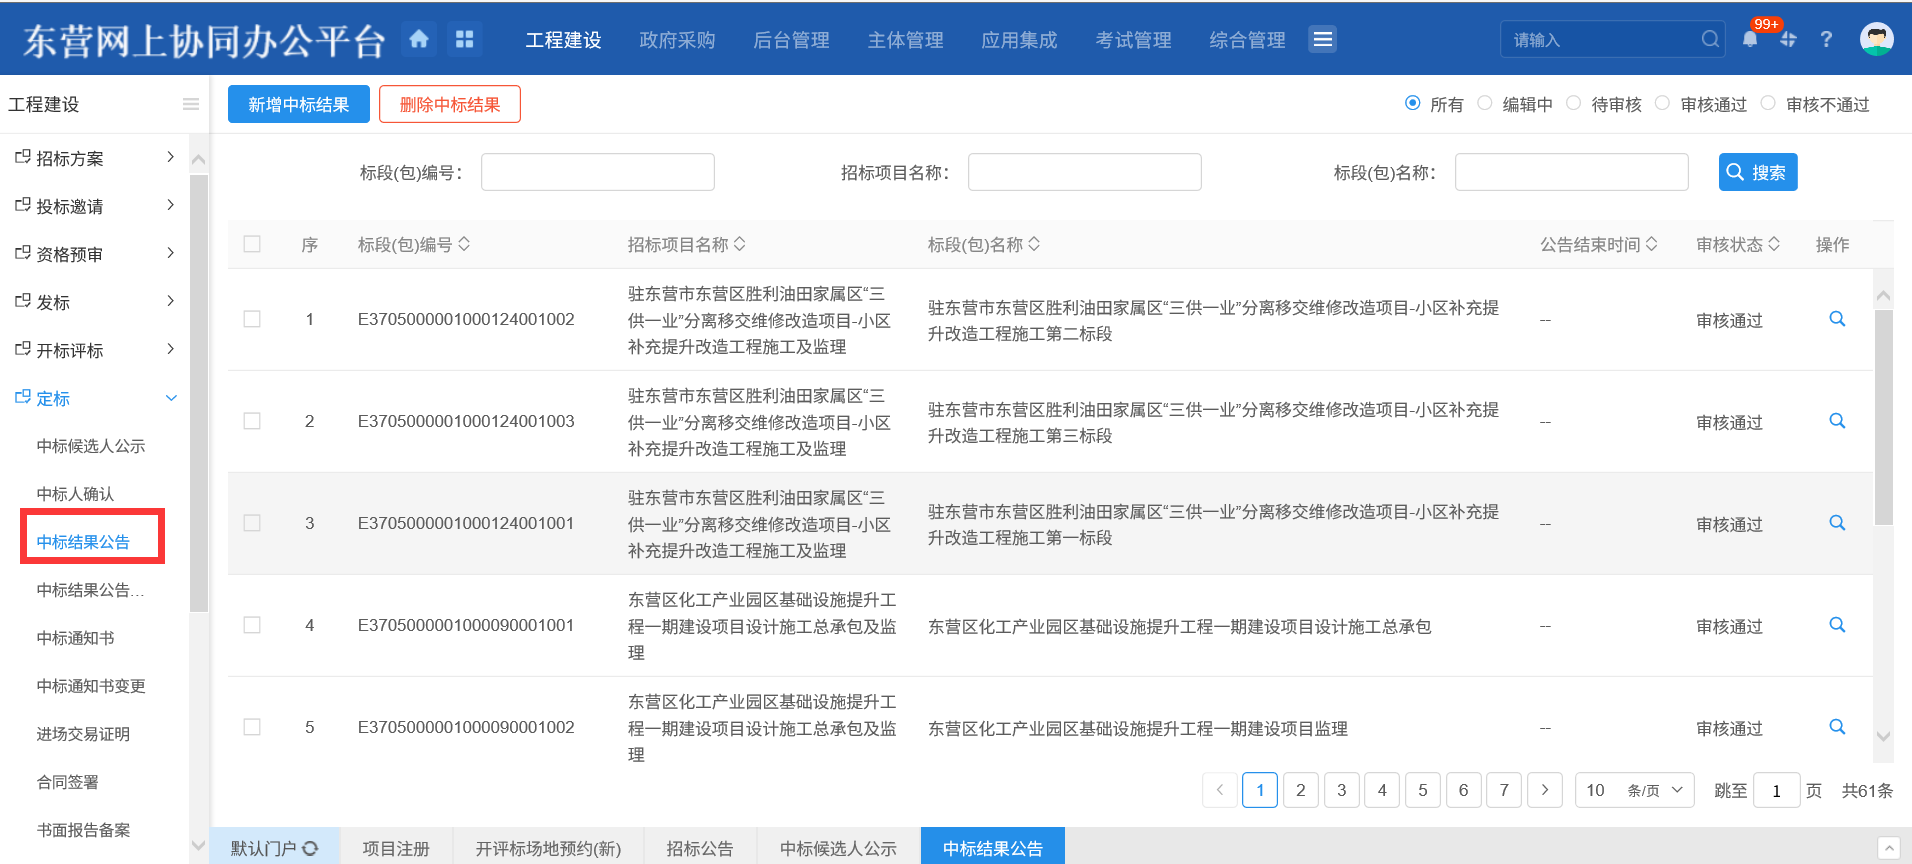 东营网上协同办公平台
工程建设 政府采购 后台管理 主体管理 应用集成 考试管理 综合管理
请输入
99+
?
工程建设
新增中标结果 删除中标结果
所有 编辑中 待审核 审核通过 审核不通过
招标方案
投标邀请
资格预审
发标
开标评标
定标
中标候选人公示
中标人确认
中标结果公告
中标结果公告...
中标通知书
中标通知书变更
进场交易证明
合同签署
书面报告备案
标段(包)编号：
招标项目名称：
标段(包)名称：
搜索
序 标段(包)编号 招标项目名称 标段(包)名称 公告结束时间 审核状态 操作
1 E3705000001000124001002
驻东营市东营区胜利油田家属区“三
供一业”分离移交维修改造项目-小区
补充提升改造工程施工及监理
驻东营市东营区胜利油田家属区“三供一业”分离移交维修改造项目-小区补充提
升改造工程施工第二标段
-- 审核通过
2 E3705000001000124001003
驻东营市东营区胜利油田家属区“三
供一业”分离移交维修改造项目-小区
补充提升改造工程施工及监理
驻东营市东营区胜利油田家属区“三供一业”分离移交维修改造项目-小区补充提
升改造工程施工第三标段
-- 审核通过
3 E3705000001000124001001
驻东营市东营区胜利油田家属区“三
供一业”分离移交维修改造项目-小区
补充提升改造工程施工及监理
驻东营市东营区胜利油田家属区“三供一业”分离移交维修改造项目-小区补充提
升改造工程施工第一标段
-- 审核通过
4 E3705000001000090001001
东营区化工产业园区基础设施提升工
程一期建设项目设计施工总承包及监
理
东营区化工产业园区基础设施提升工程一期建设项目设计施工总承包
-- 审核通过
5 E3705000001000090001002
东营区化工产业园区基础设施提升工
程一期建设项目设计施工总承包及监
理
东营区化工产业园区基础设施提升工程一期建设项目监理
-- 审核通过
1 2 3 4 5 6 7 10 条/页 跳至 1 页 共61条
默认门户 项目注册 开评标场地预约(新) 招标公告 中标候选人公示 中标结果公告